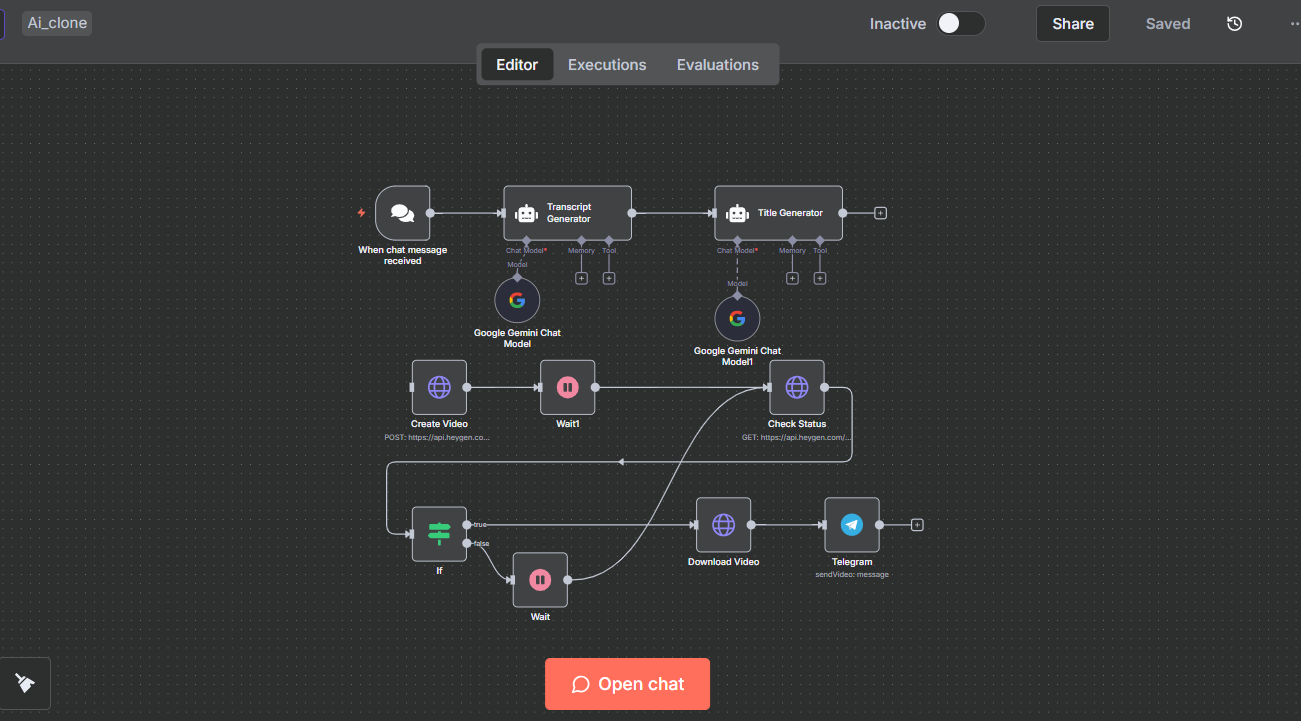 Ai_clone
Inactive
Share
Saved
Editor
Executions
Evaluations
When chat message
received
Transcript
Generator
Chat Model*
Memory
Tool
Model
Google Gemini Chat
Model
Title Generator
Chat Model*
Memory
Tool
Model
Google Gemini Chat
Model1
Create Video
POST: https://api.heygen.co...
Wait1
Check Status
GET: https://api.heygen.com/...
If
true
false
Wait
Download Video
Telegram
sendVideo: message
Open chat